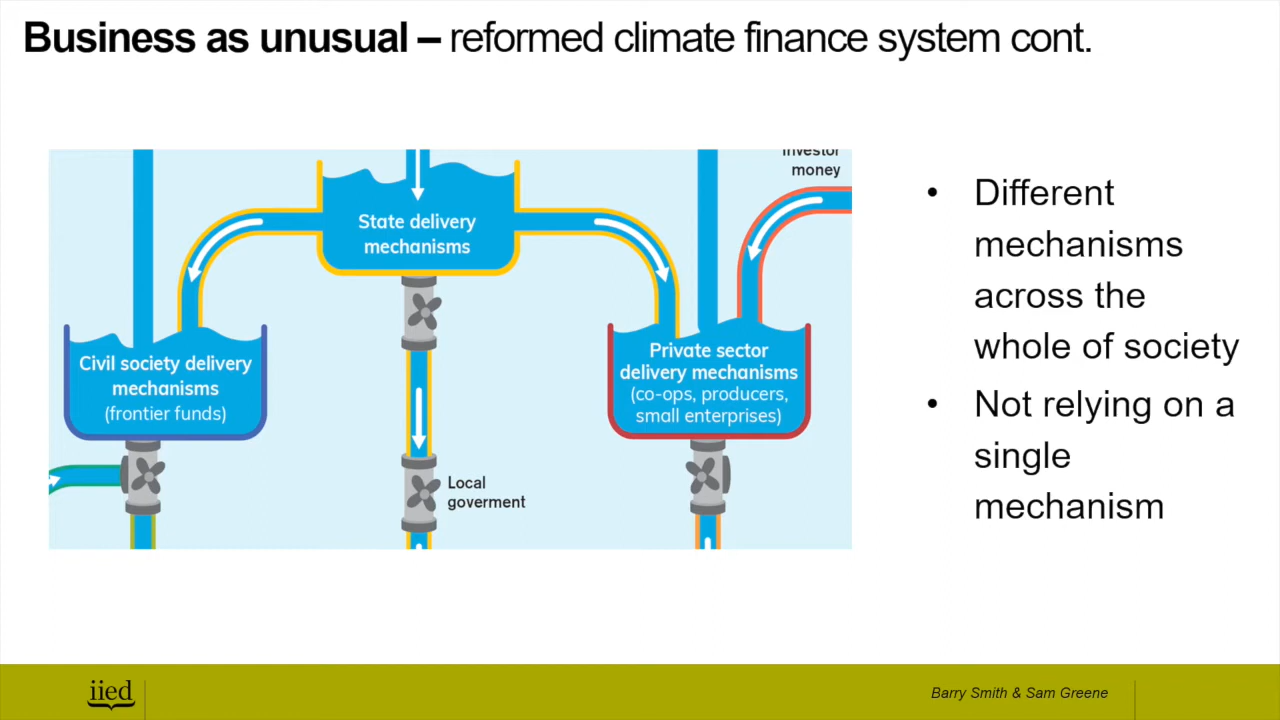 Business as unusual – reformed climate finance system cont.
Investor
money
State delivery
mechanisms
Civil society delivery
mechanisms
(frontier funds)
Private sector
delivery mechanisms
(co-ops, producers,
small enterprises)
Local
goverment
• Different
mechanisms
across the
whole of society
• Not relying on a
single
mechanism
iied
Barry Smith & Sam Greene